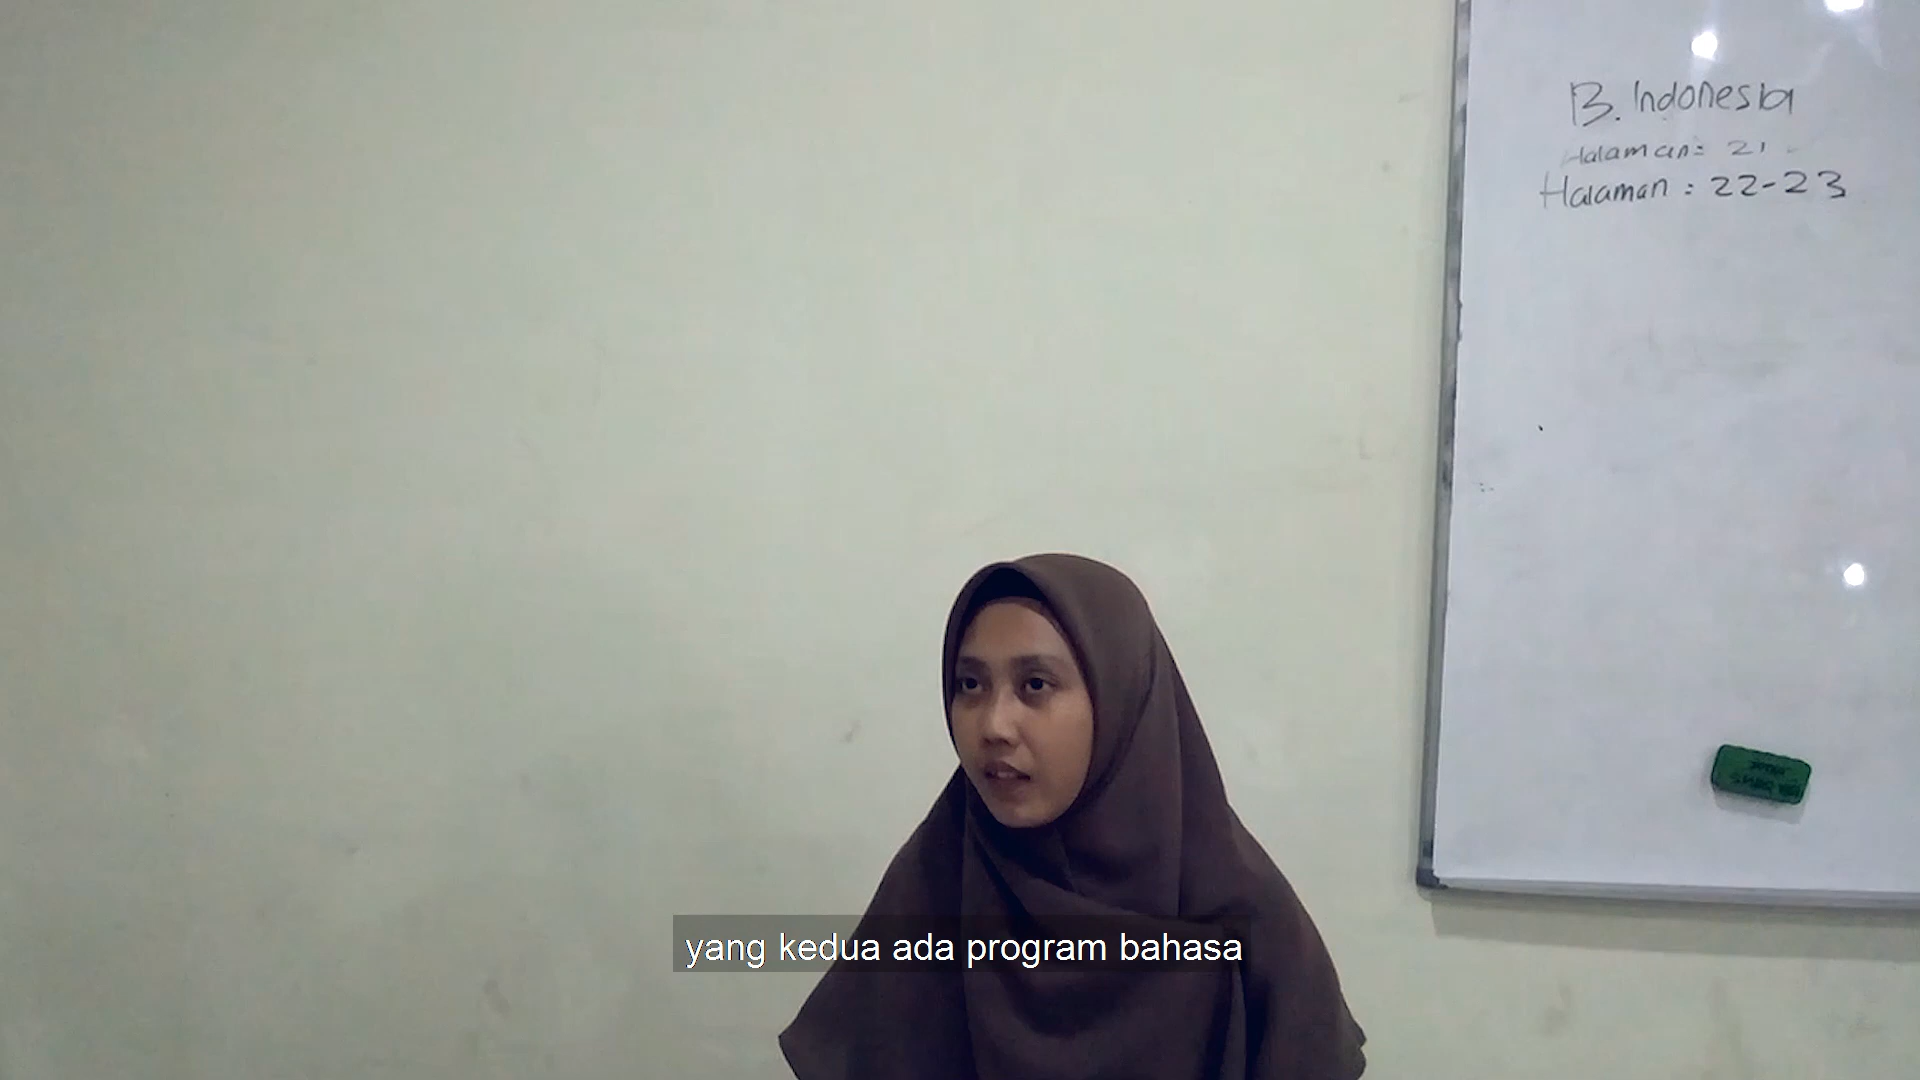 B. Indonesia
Halaman : 21
Halaman : 22-23
yang kedua ada program bahasa